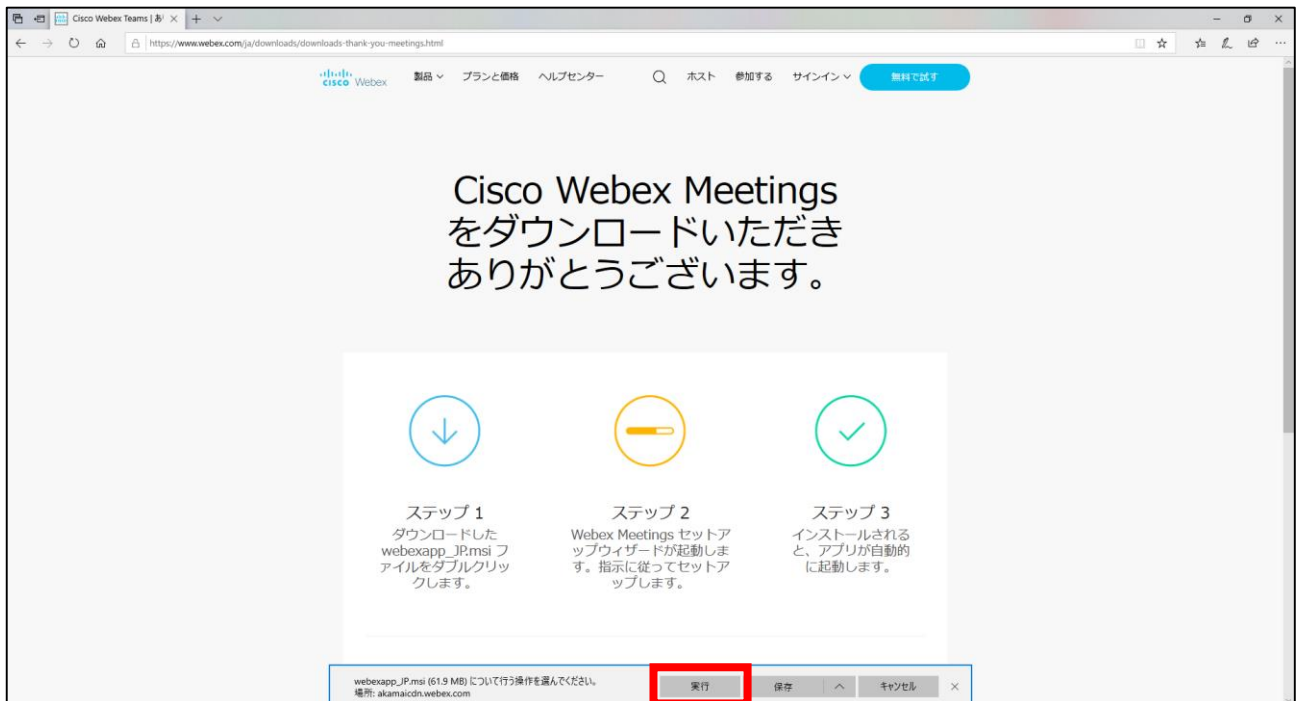 Cisco Webex Teams | あ
https://www.webex.com/ja/downloads/downloads-thank-you-meetings.html
CISCO Webex 製品 プランと価格 ヘルプセンター ホスト 参加する サインイン 無料で試す
Cisco Webex Meetings
をダウンロードいただき
ありがとうございます。
ステップ 1
ダウンロードした
webexapp_JP.msi フ
ァイルをダブルクリッ
クします。
ステップ 2
Webex Meetings セットア
ップウィザードが起動しま
す。指示に従ってセットア
ップします。
ステップ 3
インストールされる
と、アプリが自動的
に起動します。
webexapp_JP.msi (61.9 MB) について行う操作を選んでください。
場所: akamaicdn.webex.com
実行 保存 キャンセル